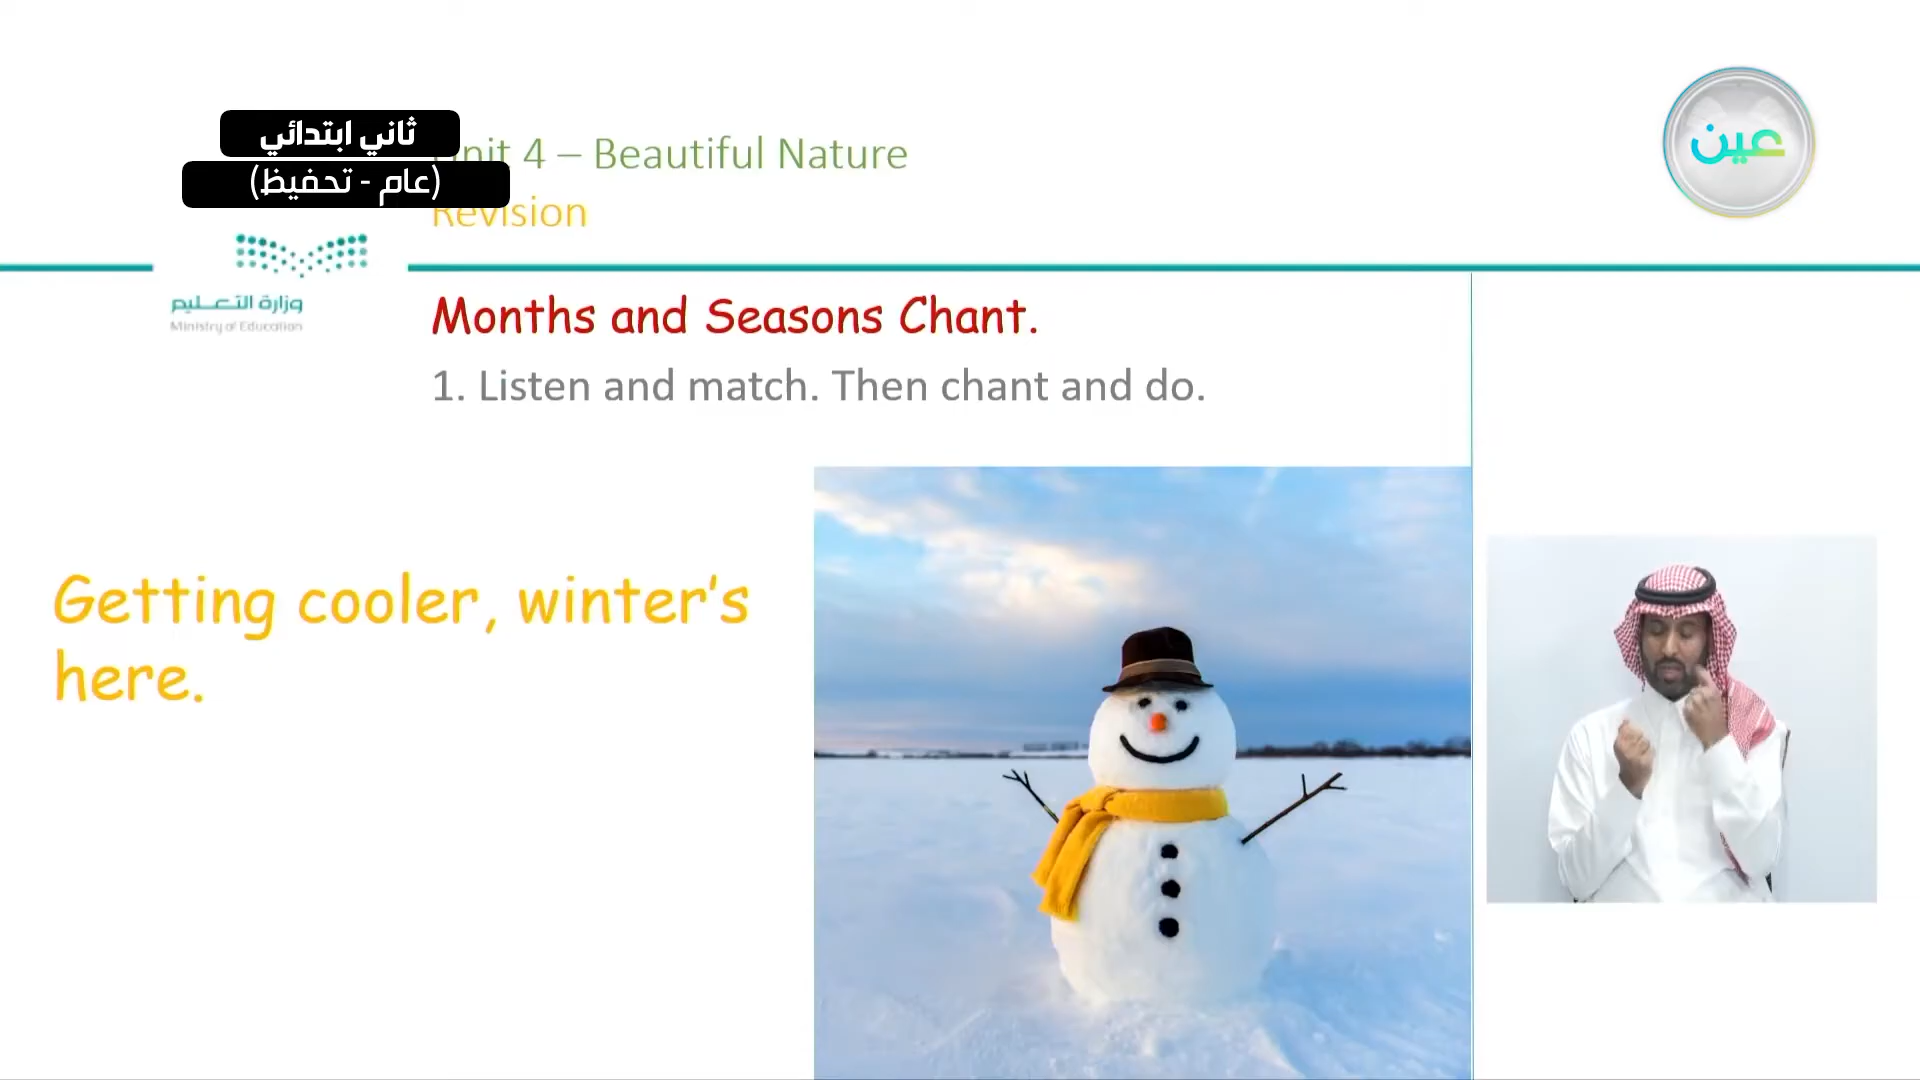 ثاني ابتدائي
(عام - تحفيظ)
Unit 4 – Beautiful Nature
Revision
عين
وزارة التعليم
Ministry of Education
Months and Seasons Chant.
1. Listen and match. Then chant and do.
Getting cooler, winter's
here.